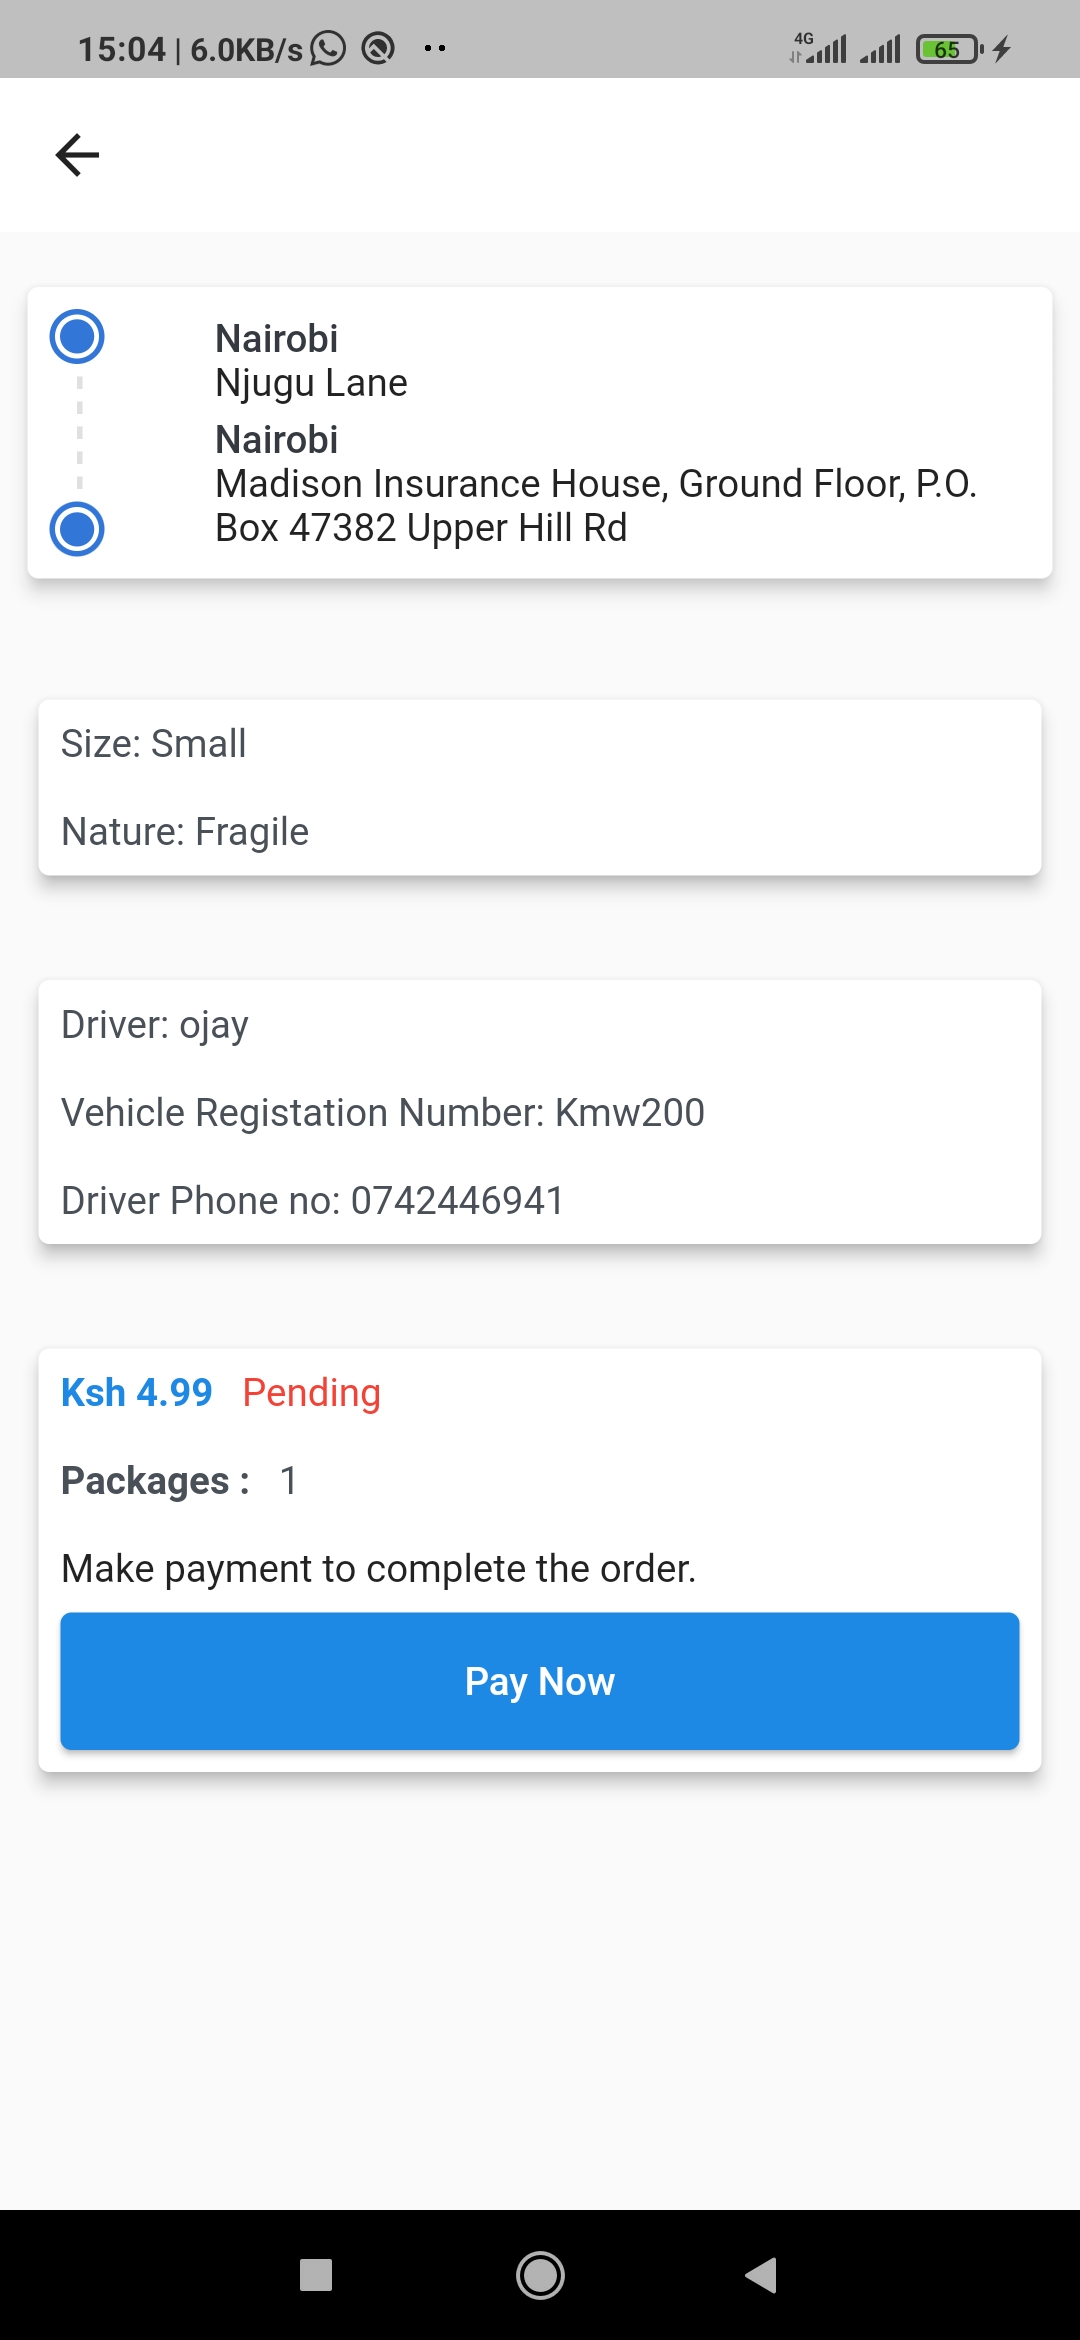 15:04 | 6.0KB/s
4G
65
Nairobi
Njugu Lane
Nairobi
Madison Insurance House, Ground Floor, P.O.
Box 47382 Upper Hill Rd
Size: Small
Nature: Fragile
Driver: ojay
Vehicle Registation Number: Kmw200
Driver Phone no: 0742446941
Ksh 4.99 Pending
Packages : 1
Make payment to complete the order.
Pay Now